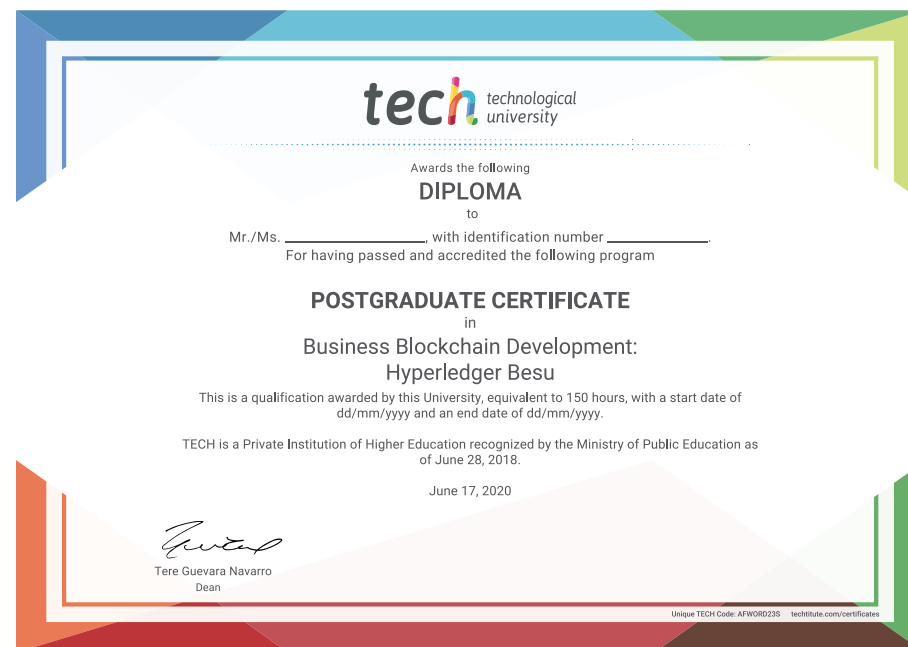 tech technological
university
Awards the following
DIPLOMA
to
Mr./Ms. ____________________, with identification number ______________.
For having passed and accredited the following program
POSTGRADUATE CERTIFICATE
in
Business Blockchain Development:
Hyperledger Besu
This is a qualification awarded by this University, equivalent to 150 hours, with a start date of
dd/mm/yyyy and an end date of dd/mm/yyyy.
TECH is a Private Institution of Higher Education recognized by the Ministry of Public Education as
of June 28, 2018.
June 17, 2020
Tere Guevara Navarro
Dean
Unique TECH Code: AFWORD23S techtitute.com/certificates